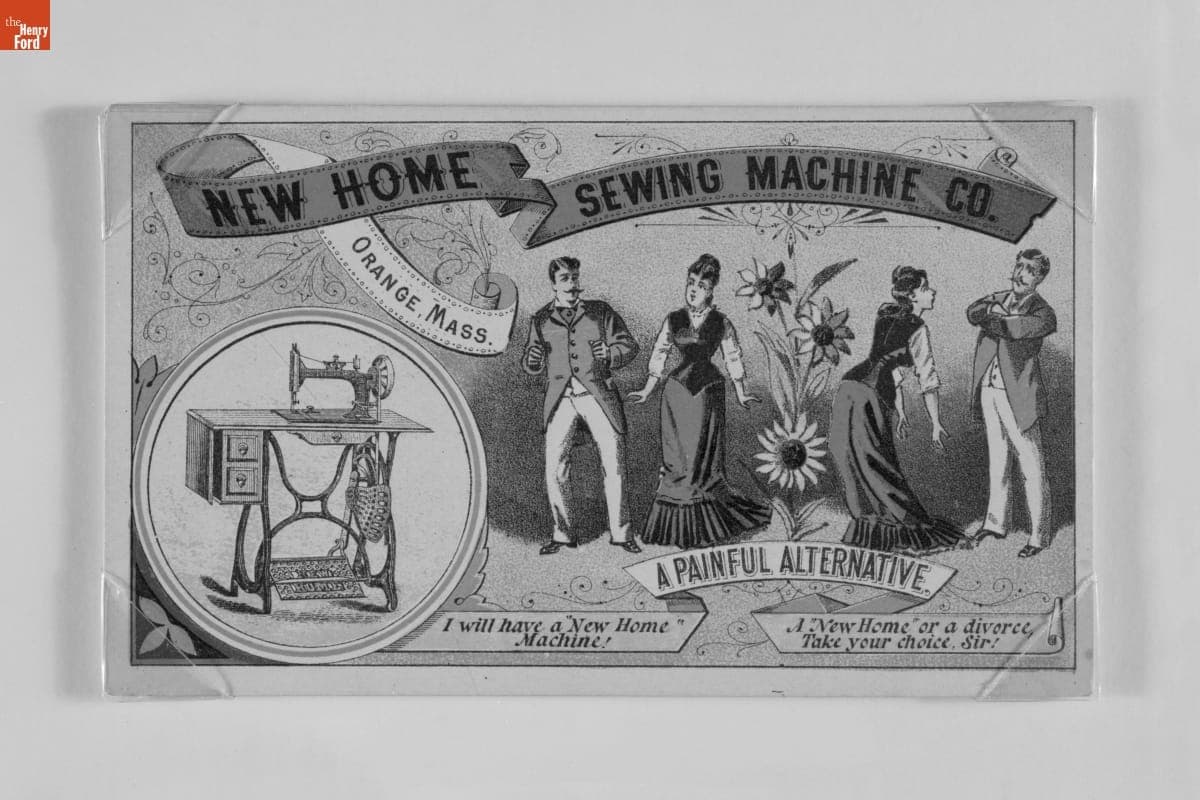 the
Henry
Ford
NEW HOME SEWING MACHINE CO.
ORANGE, MASS.
A PAINFUL ALTERNATIVE.
I will have a "New Home"
Machine!
A "New Home" or a divorce,
Take your choice, Sir!